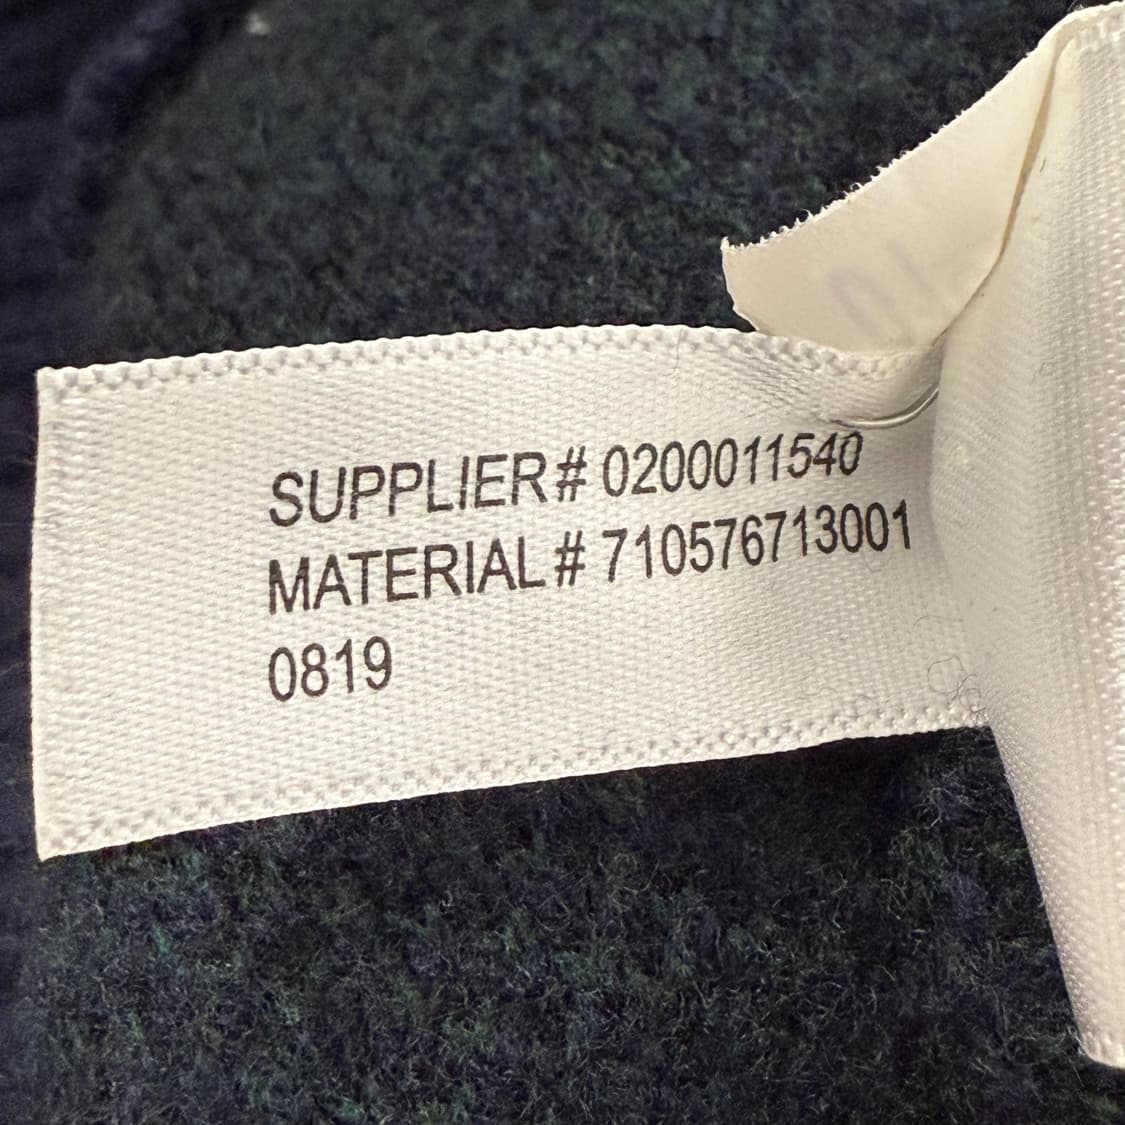 SUPPLIER# 0200011540
MATERIAL# 710576713001
0819